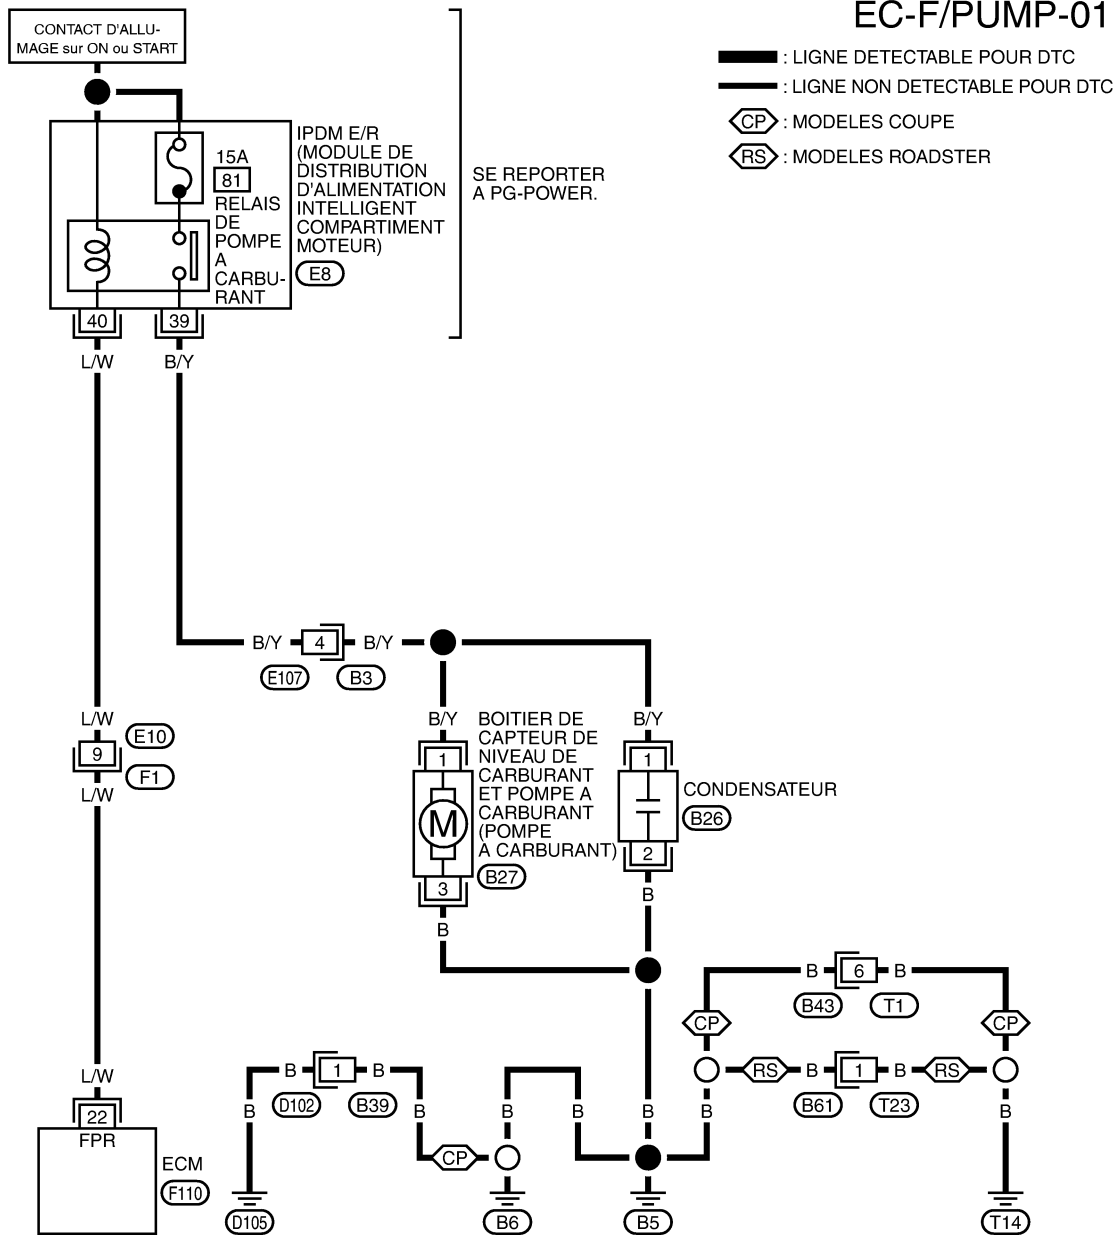 EC-F/PUMP-01
CONTACT D'ALLU-
MAGE sur ON ou START
: LIGNE DETECTABLE POUR DTC
: LIGNE NON DETECTABLE POUR DTC
CP : MODELES COUPE
RS : MODELES ROADSTER
15A
81
RELAIS
DE
POMPE
A
CARBU-
RANT
IPDM E/R
(MODULE DE
DISTRIBUTION
D'ALIMENTATION
INTELLIGENT
COMPARTIMENT
MOTEUR)
E8
SE REPORTER
A PG-POWER.
40
39
L/W
B/Y
B/Y
4
B/Y
E107
B3
L/W
E10
9
F1
L/W
B/Y
B/Y
1
1
M
BOITIER DE
CAPTEUR DE
NIVEAU DE
CARBURANT
ET POMPE A
CARBURANT
(POMPE
A CARBURANT)
B27
CONDENSATEUR
B26
3
2
B
B
B
6
B
B43
T1
CP
CP
RS
B
1
B
RS
B61
T23
B
1
B
D102
B39
L/W
22
FPR
ECM
F110
B
B
B
B
B
B
B
CP
D105
B6
B5
T14